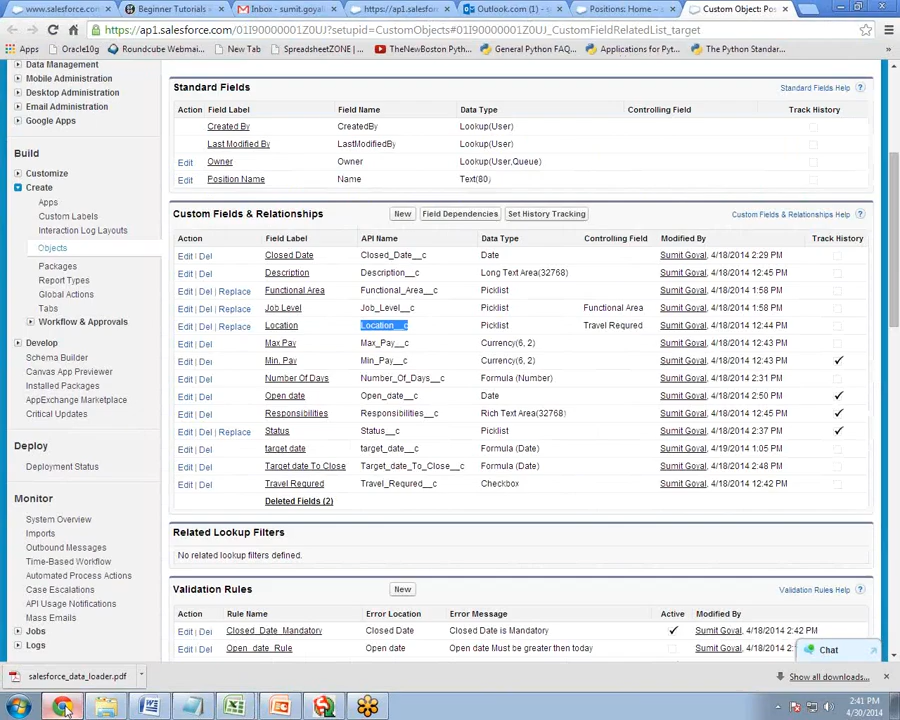 www.salesforce.com
Beginner Tutorials
Inbox - sumit.goyal
https://ap1.salesfor
Outlook.com (1) - s
Positions: Home ~
Custom Object: Pos
https://ap1.salesforce.com/01I90000001Z0UJ?setupid=CustomObjects#01I90000001Z0UJ_CustomFieldRelatedList_target
Apps
Oracle10g
Roundcube Webmai...
New Tab
SpreadsheetZONE |...
TheNewBoston Pyth...
General Python FAQ...
Applications for Pyt...
The Python Standar...
Data Management
Mobile Administration
Desktop Administration
Email Administration
Google Apps
Build
Customize
Create
Apps
Custom Labels
Interaction Log Layouts
Objects
Packages
Report Types
Global Actions
Tabs
Workflow & Approvals
Develop
Schema Builder
Canvas App Previewer
Installed Packages
AppExchange Marketplace
Critical Updates
Deploy
Deployment Status
Monitor
System Overview
Imports
Outbound Messages
Time-Based Workflow
Automated Process Actions
Case Escalations
API Usage Notifications
Mass Emails
Jobs
Logs
Standard Fields
Standard Fields Help ?
Action Field Label Field Name Data Type Controlling Field Track History
Created By CreatedBy Lookup(User)
Last Modified By LastModifiedBy Lookup(User)
Edit Owner Owner Lookup(User,Queue)
Edit Position Name Name Text(80)
Custom Fields & Relationships New Field Dependencies Set History Tracking
Custom Fields & Relationships Help ?
Action Field Label API Name Data Type Controlling Field Modified By Track History
Edit | Del Closed Date Closed_Date__c Date Sumit Goyal, 4/18/2014 2:29 PM
Edit | Del Description Description__c Long Text Area(32768) Sumit Goyal, 4/18/2014 12:45 PM
Edit | Del | Replace Functional Area Functional_Area__c Picklist Sumit Goyal, 4/18/2014 1:58 PM
Edit | Del | Replace Job Level Job_Level__c Picklist Functional Area Sumit Goyal, 4/18/2014 1:58 PM
Edit | Del | Replace Location Location__c Picklist Travel Requred Sumit Goyal, 4/18/2014 12:44 PM
Edit | Del Max Pay Max_Pay__c Currency(6, 2) Sumit Goyal, 4/18/2014 12:43 PM
Edit | Del Min. Pay Min_Pay__c Currency(6, 2) Sumit Goyal, 4/18/2014 12:43 PM
Edit | Del Number Of Days Number_Of_Days__c Formula (Number) Sumit Goyal, 4/18/2014 2:31 PM
Edit | Del Open date Open_date__c Date Sumit Goyal, 4/18/2014 2:50 PM
Edit | Del Responsibilities Responsibilities__c Rich Text Area(32768) Sumit Goyal, 4/18/2014 12:45 PM
Edit | Del | Replace Status Status__c Picklist Sumit Goyal, 4/18/2014 2:37 PM
Edit | Del target date target_date__c Formula (Date) Sumit Goyal, 4/19/2014 1:05 PM
Edit | Del Target date To Close Target_date_To_Close__c Formula (Date) Sumit Goyal, 4/18/2014 2:48 PM
Edit | Del Travel Requred Travel_Requred__c Checkbox Sumit Goyal, 4/18/2014 12:42 PM
Deleted Fields (2)
Related Lookup Filters
No related lookup filters defined.
Validation Rules New
Validation Rules Help ?
Action Rule Name Error Location Error Message Active Modified By
Edit | Del Closed_Date_Mandatory Closed Date Closed Date is Mandatory Sumit Goyal, 4/18/2014 2:42 PM
Edit | Del Open_date_Rule Open date Open date Must be greater then today Sumit Goyal, 4/18/2014 2:
Chat
salesforce_data_loader.pdf
Show all downloads...
2:41 PM
4/30/2014